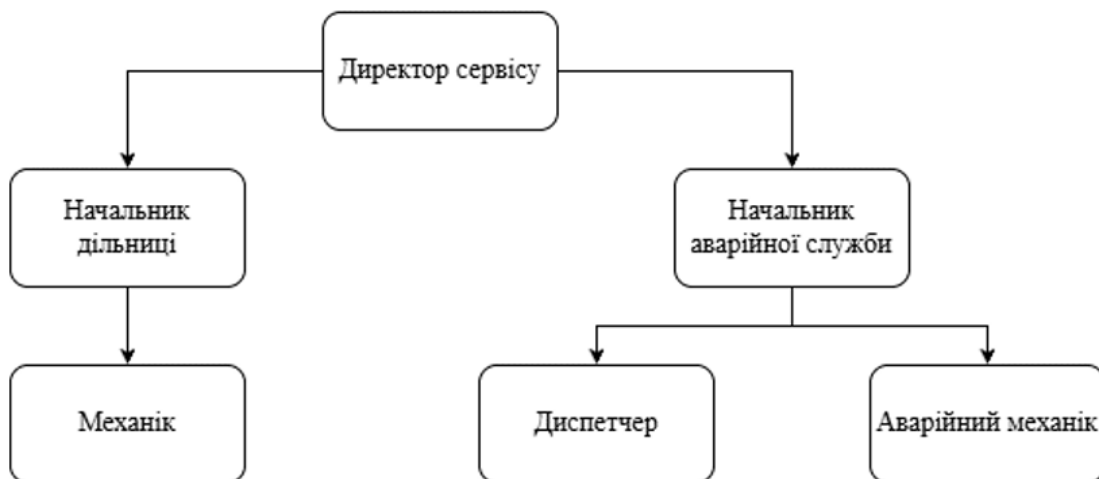 Директор сервісу
Начальник
дільниці
Начальник
аварійної служби
Механік
Диспетчер
Аварійний механік